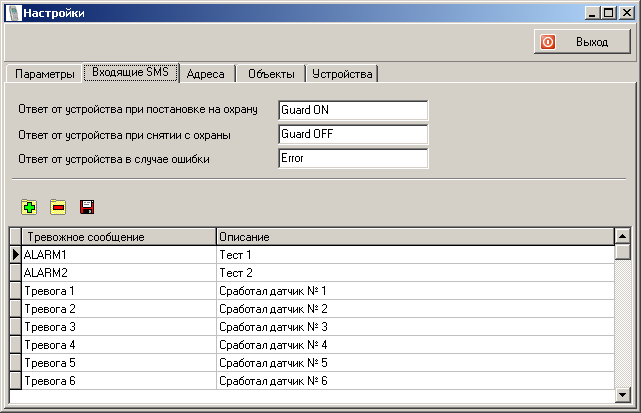 Настройки
Выход
Параметры Входящие SMS Адреса Объекты Устройства
Ответ от устройства при постановке на охрану Guard ON
Ответ от устройства при снятии с охраны Guard OFF
Ответ от устройства в случае ошибки Error
Тревожное сообщение Описание
ALARM1 Тест 1
ALARM2 Тест 2
Тревога 1 Сработал датчик № 1
Тревога 2 Сработал датчик № 2
Тревога 3 Сработал датчик № 3
Тревога 4 Сработал датчик № 4
Тревога 5 Сработал датчик № 5
Тревога 6 Сработал датчик № 6